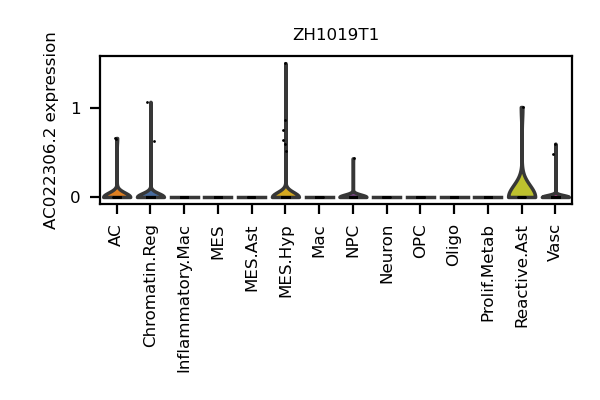 ZH1019T1
AC022306.2 expression
1
0
AC
Chromatin.Reg
Inflammatory.Mac
MES
MES.Ast
MES.Hyp
Mac
NPC
Neuron
OPC
Oligo
Prolif.Metab
Reactive.Ast
Vasc